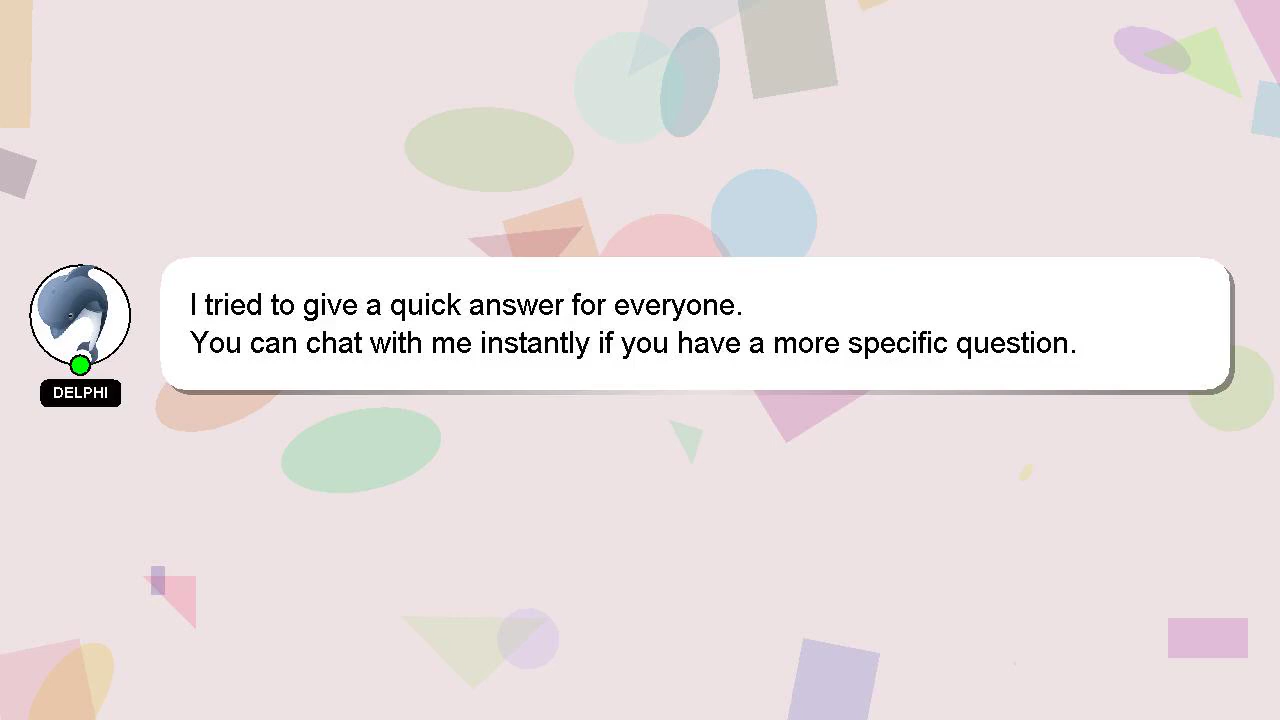 I tried to give a quick answer for everyone.
You can chat with me instantly if you have a more specific question.
DELPHI